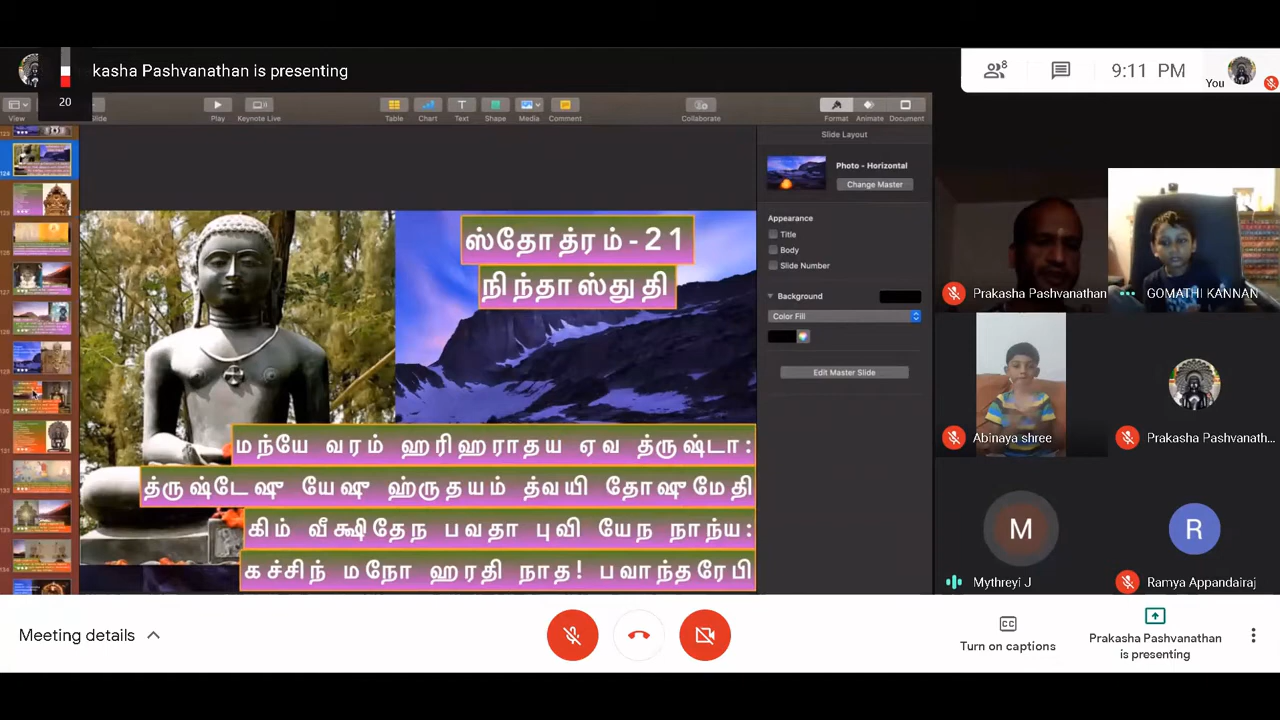 kasha Pashvanathan is presenting
8
9:11 PM
You
20
View
Play
Keynote Live
Table
Chart
Text
Shape
Media
Comment
Collaborate
Format
Animate
Document
Slide Layout
Photo - Horizontal
Change Master
Appearance
Title
Body
Slide Number
Background
Color Fill
Edit Master Slide
124
ஸ்தோத்ரம்-21
நிந்தாஸ்துதி
மந்யே வரம் ஹரிஹராதய ஏவ த்ருஷ்டா:
த்ருஷ்டேஷு யேஷு ஹ்ருதயம் த்வயி தோஷமேதி
கிம் வீக்ஷிதேந பவதா புவி யேந நாந்ய:
கச்சிந் மநோ ஹரதி நாத! பவாந்தரேபி
Prakasha Pashvanathan
GOMATHI KANNAN
Abinaya shree
Prakasha Pashvanath...
M
Mythreyi J
R
Ramya Appandairaj
Meeting details
CC
Turn on captions
Prakasha Pashvanathan
is presenting